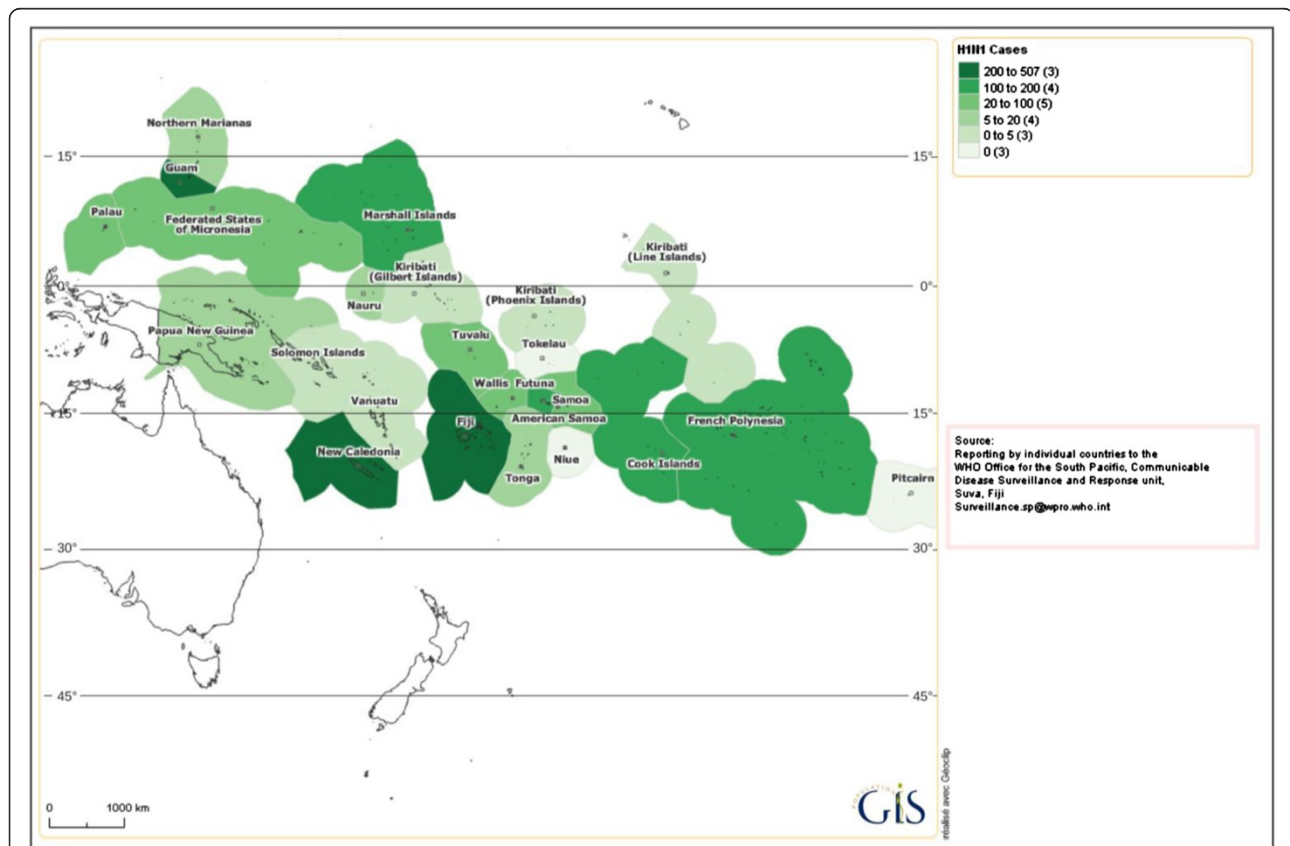 H1N1 Cases
200 to 507 (3)
100 to 200 (4)
20 to 100 (5)
5 to 20 (4)
0 to 5 (3)
0 (3)
Northern Marianas
15°
15°
Guam
Palau
Federated States
of Micronesia
Marshall Islands
Kiribati
(Line Islands)
Kiribati
(Gilbert Islands)
0°
0°
Kiribati
(Phoenix Islands)
Nauru
Papua New Guinea
Tuvalu
Tokelau
Solomon Islands
Wallis Futuna
Vanuatu
Samoa
15°
15°
American Samoa
Fiji
French Polynesia
New Caledonia
Niue
Cook Islands
Tonga
Pitcairn
Source:
Reporting by individual countries to the
WHO Office for the South Pacific, Communicable
Disease Surveillance and Response unit,
Suva, Fiji
Surveillance.sp@wpro.who.int
30°
30°
45°
45°
0 1000 km
POPULATION
GIS
réalisé avec Géoclip